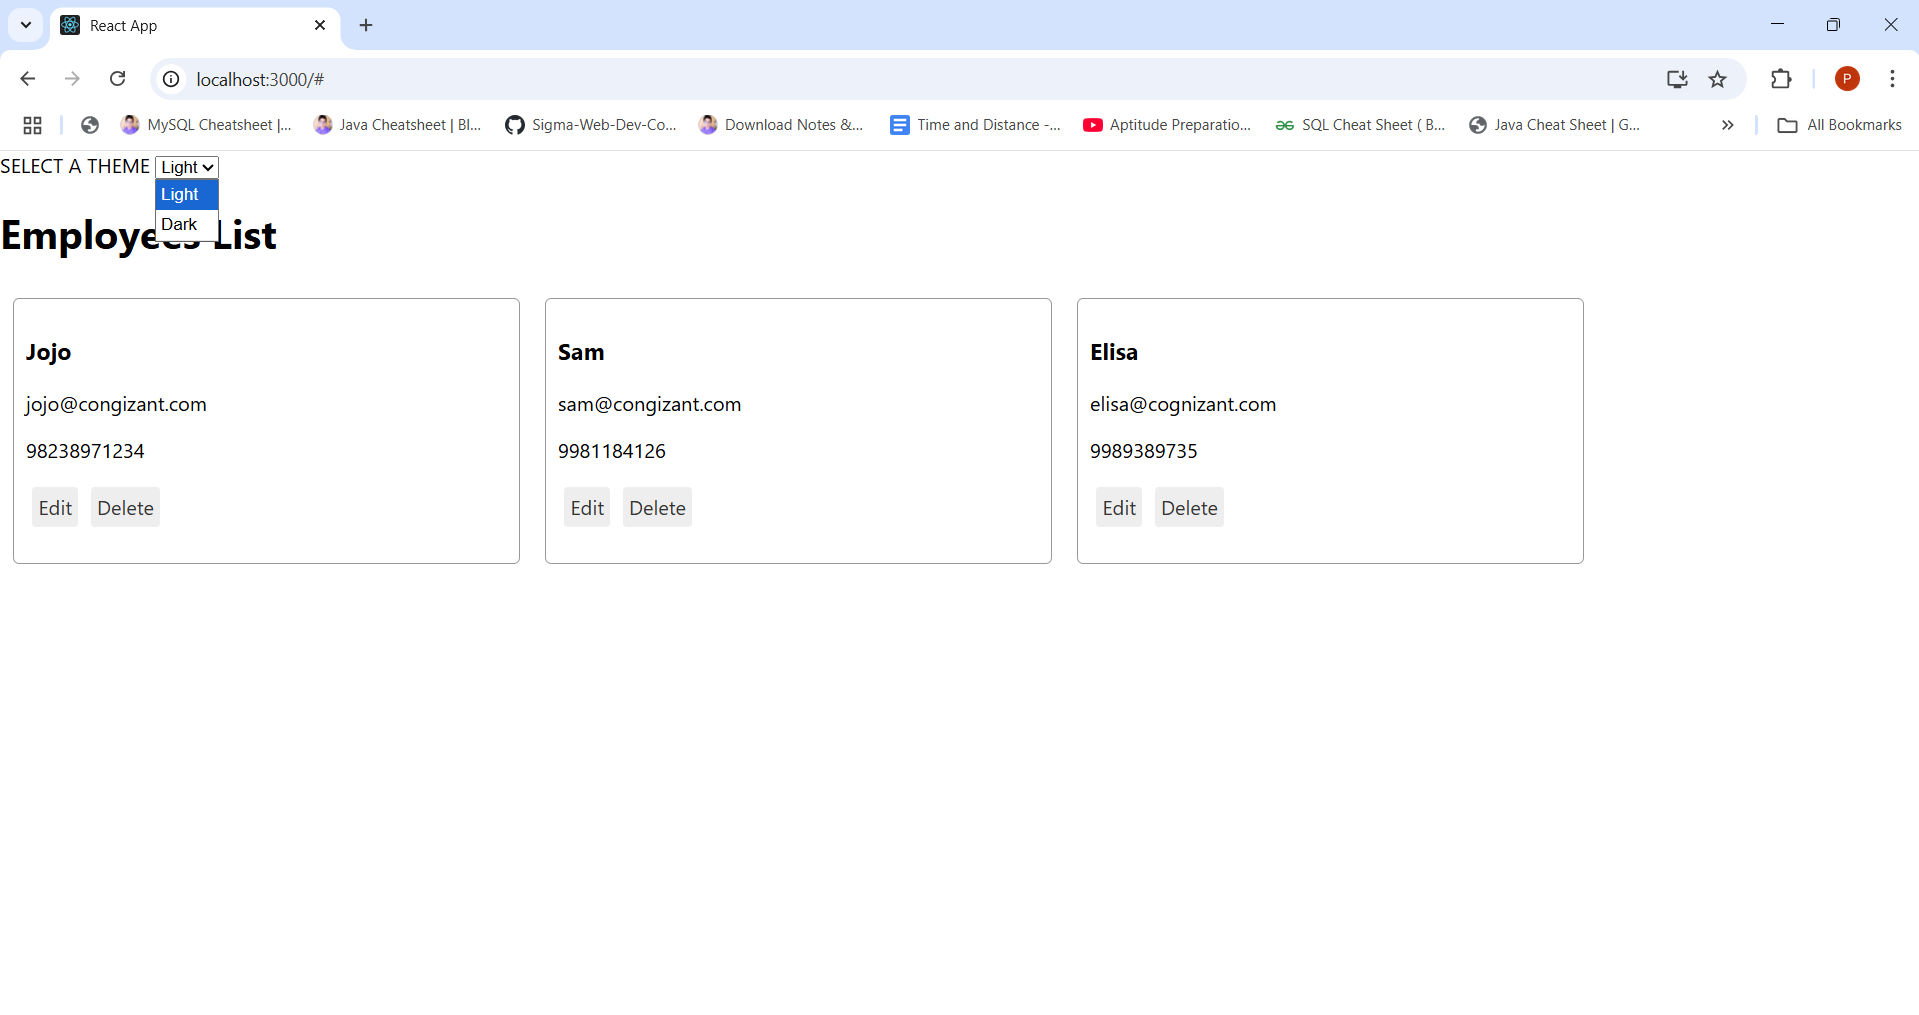 React App
localhost:3000/#
MySQL Cheatsheet |... Java Cheatsheet | Bl... Sigma-Web-Dev-Co... Download Notes &... Time and Distance -... Aptitude Preparatio... SQL Cheat Sheet ( B... Java Cheat Sheet | G... All Bookmarks
P
SELECT A THEME Light
Light
Dark
Employees List
Jojo
jojo@congizant.com
98238971234
Edit Delete
Sam
sam@congizant.com
9981184126
Edit Delete
Elisa
elisa@cognizant.com
9989389735
Edit Delete